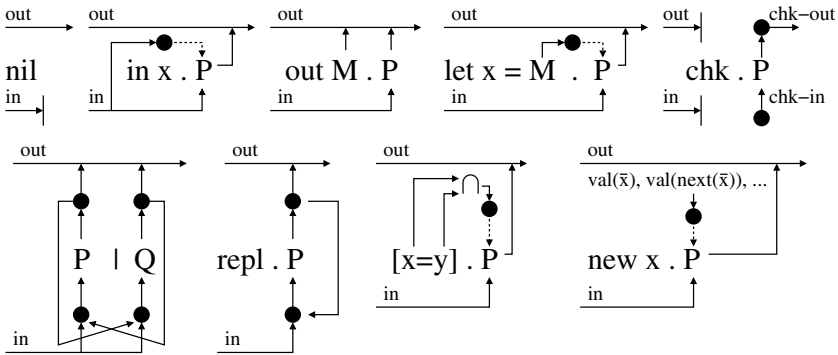 out
nil
in
out
in x . P
in
out
out M . P
in
out
let x = M . P
in
out
chk−out
chk . P
chk−in
in
out
P | Q
in
out
repl . P
in
out
∩
[x=y] . P
in
out
val(x̄), val(next(x̄)), ...
new x . P
in